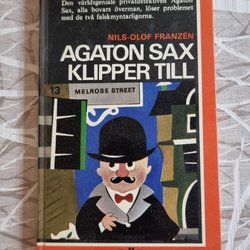 Den världsgeniale privatdetektiven Agaton
Sax, alla bovars överman, löser problemet
med de två falskmyntarligorna.
NILS-OLOF FRANZÉN
AGATON SAX
KLIPPER TILL
13
MELROSE STREET